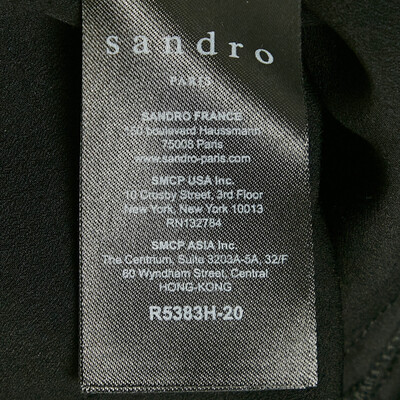 sandro
PARIS
SANDRO FRANCE
150 boulevard Haussmann
75008 Paris
www.sandro-paris.com
SMCP USA Inc.
10 Crosby Street, 3rd Floor
New York, New York 10013
RN132784
SMCP ASIA Inc.
The Centrium, Suite 3203A-5A, 32/F
60 Wyndham Street, Central
HONG-KONG
R5383H-20